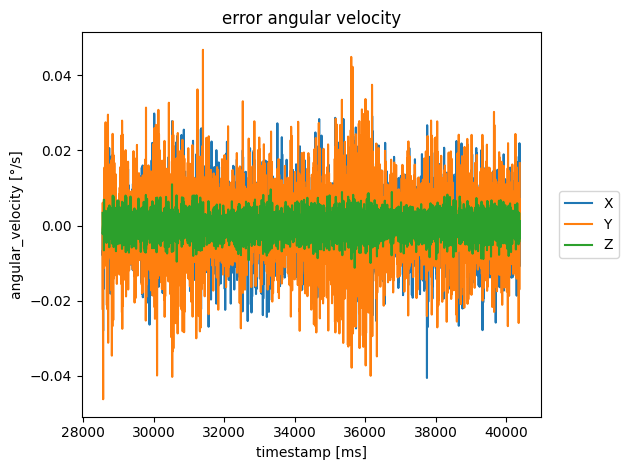 error angular velocity
angular_velocity [°/s]
0.04
0.02
0.00
−0.02
−0.04
28000 30000 32000 34000 36000 38000 40000
timestamp [ms]
X
Y
Z